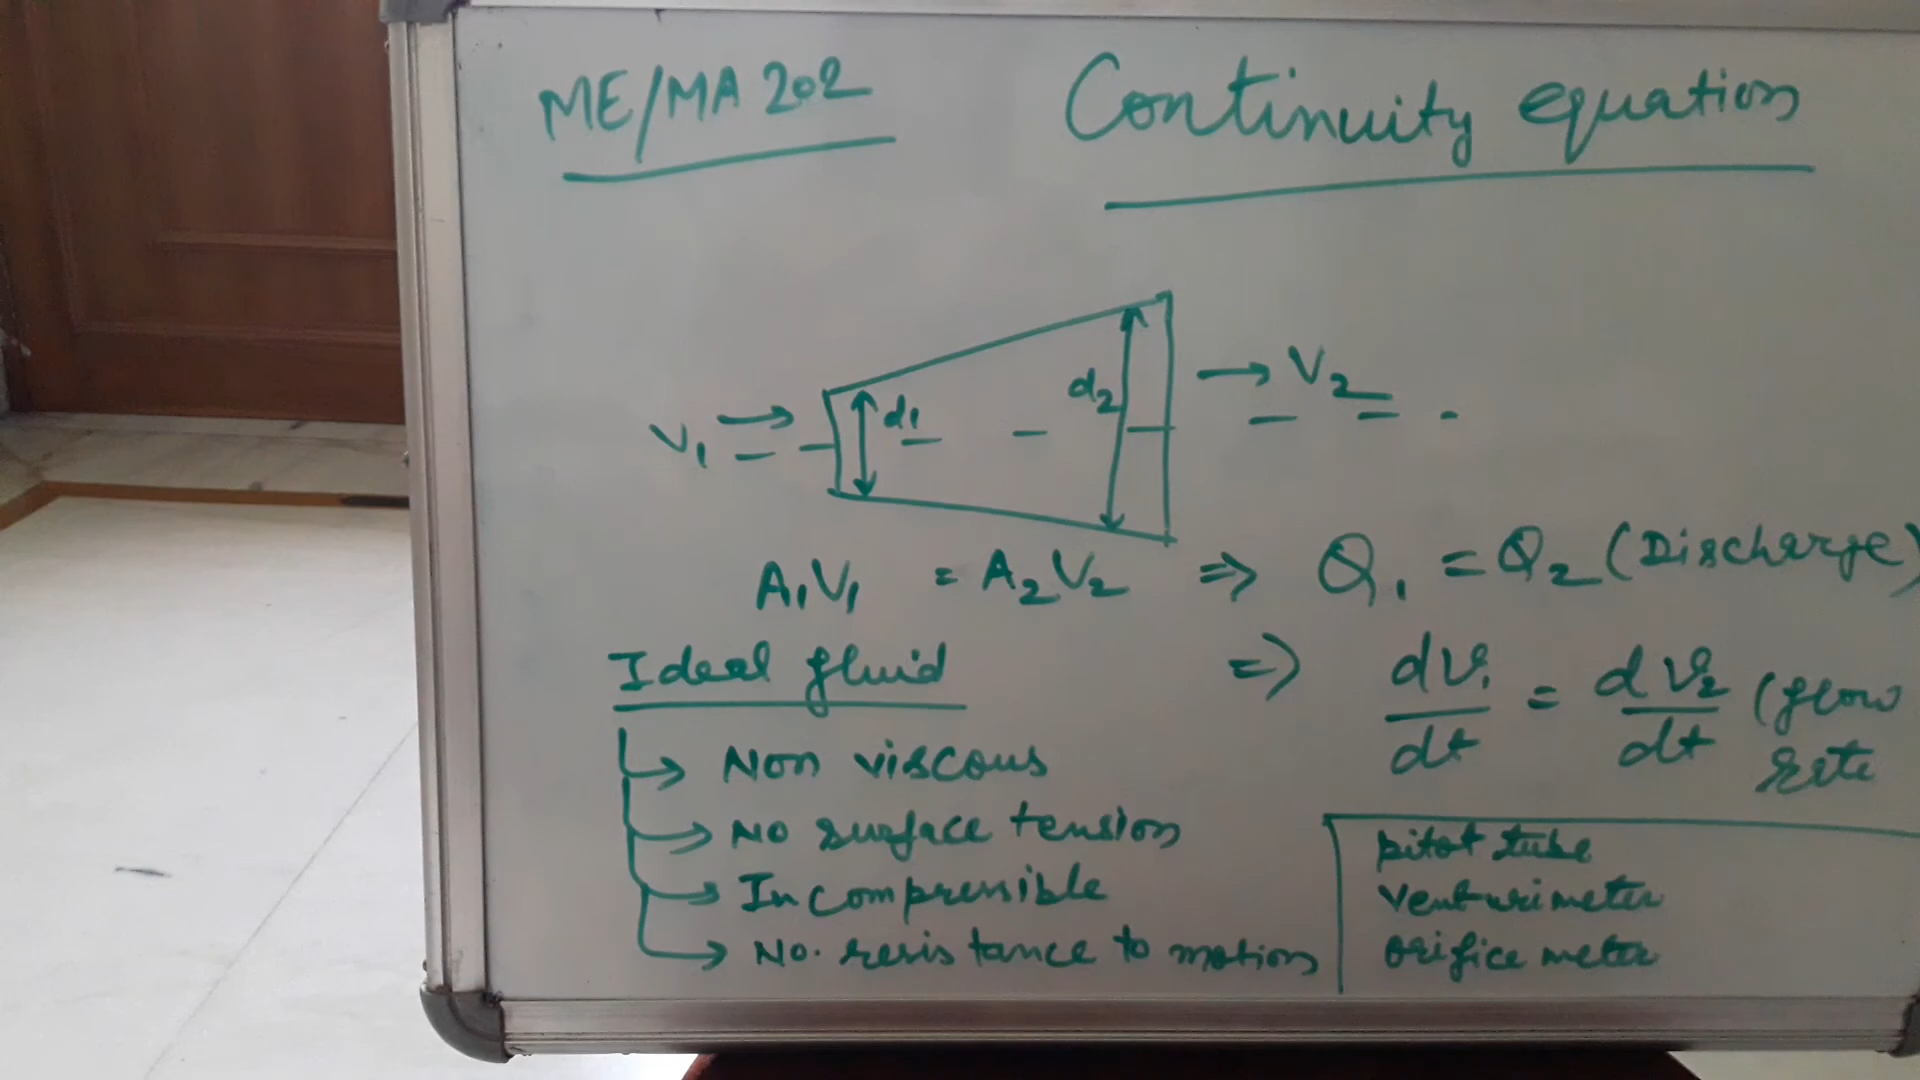 ME/MA 202
Continuity equation
V1
d1
d2
V2
A1V1 = A2V2 ⇒ Q1 = Q2 (Discharge)
⇒ dV1/dt = dV2/dt (flow rate
Ideal fluid
→ Non viscous
→ No surface tension
→ Incompressible
→ No. resistance to motion
pitot tube
venturimeter
orifice meter